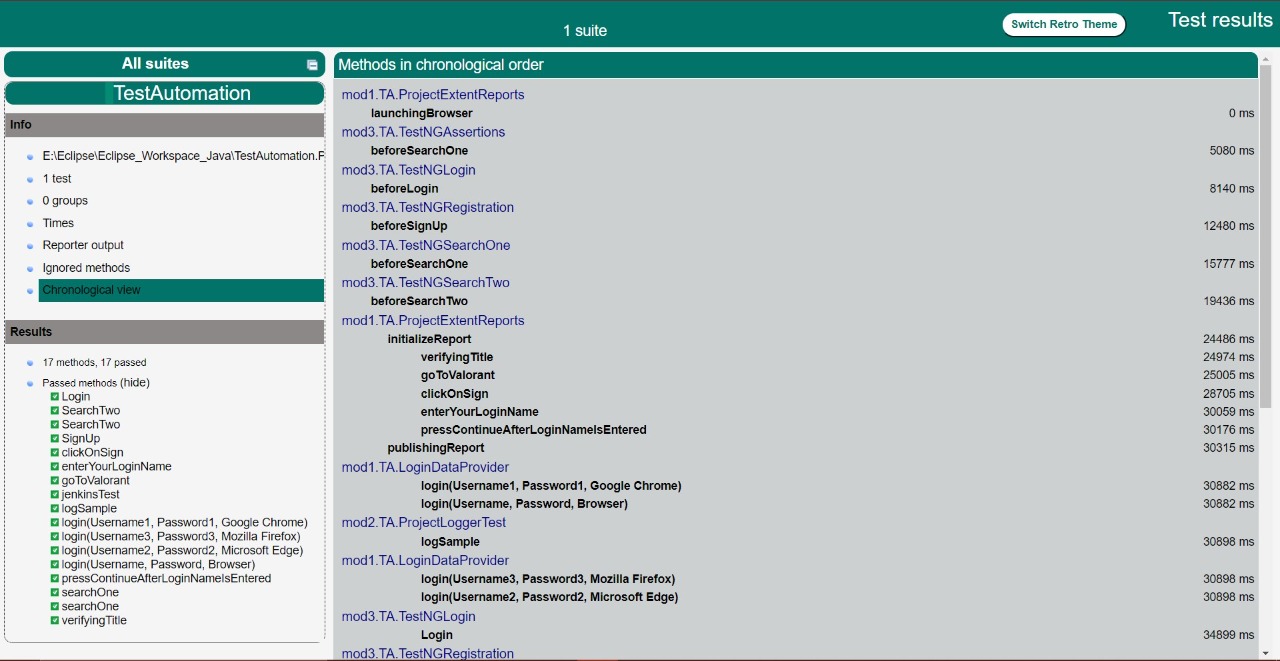 1 suite
Switch Retro Theme
Test results
All suites
TestAutomation
Info
E:\Eclipse\Eclipse_Workspace_Java\TestAutomation.
1 test
0 groups
Times
Reporter output
Ignored methods
Chronological view
Results
17 methods, 17 passed
Passed methods (hide)
Login
SearchTwo
SearchTwo
SignUp
clickOnSign
enterYourLoginName
goToValorant
jenkinsTest
logSample
login(Username1, Password1, Google Chrome)
login(Username3, Password3, Mozilla Firefox)
login(Username2, Password2, Microsoft Edge)
login(Username, Password, Browser)
pressContinueAfterLoginNameIsEntered
searchOne
searchOne
verifyingTitle
Methods in chronological order
mod1.TA.ProjectExtentReports
launchingBrowser 0 ms
mod3.TA.TestNGAssertions
beforeSearchOne 5080 ms
mod3.TA.TestNGLogin
beforeLogin 8140 ms
mod3.TA.TestNGRegistration
beforeSignUp 12480 ms
mod3.TA.TestNGSearchOne
beforeSearchOne 15777 ms
mod3.TA.TestNGSearchTwo
beforeSearchTwo 19436 ms
mod1.TA.ProjectExtentReports
initializeReport 24486 ms
verifyingTitle 24974 ms
goToValorant 25005 ms
clickOnSign 28705 ms
enterYourLoginName 30059 ms
pressContinueAfterLoginNameIsEntered 30176 ms
publishingReport 30315 ms
mod1.TA.LoginDataProvider
login(Username1, Password1, Google Chrome) 30882 ms
login(Username, Password, Browser) 30882 ms
mod2.TA.ProjectLoggerTest
logSample 30898 ms
mod1.TA.LoginDataProvider
login(Username3, Password3, Mozilla Firefox) 30898 ms
login(Username2, Password2, Microsoft Edge) 30898 ms
mod3.TA.TestNGLogin
Login 34899 ms
mod3.TA.TestNGRegistration